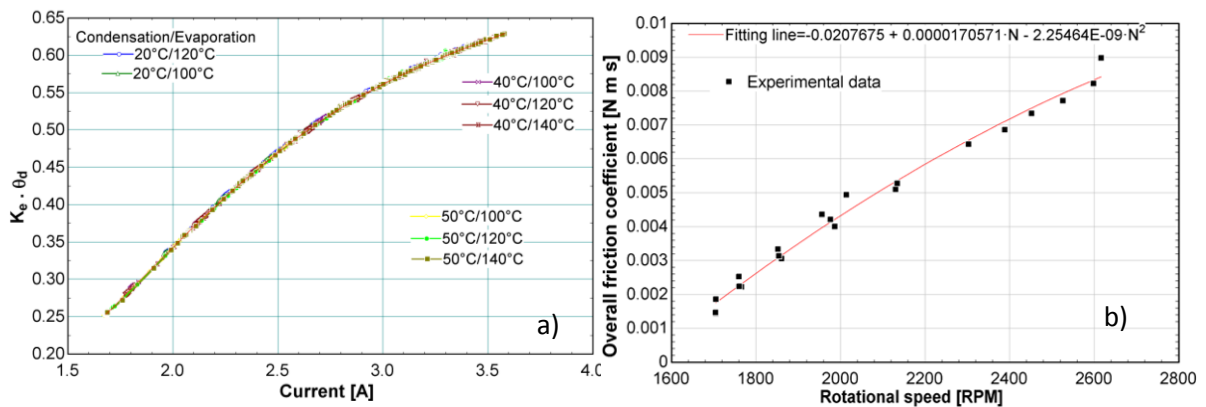 Condensation/Evaporation
20°C/120°C
20°C/100°C
40°C/100°C
40°C/120°C
40°C/140°C
50°C/100°C
50°C/120°C
50°C/140°C
0.65
0.60
0.55
0.50
0.45
0.40
0.35
0.30
0.25
0.20
K_e · θ_d
1.5 2.0 2.5 3.0 3.5 4.0
Current [A]
a)
Fitting line=-0.0207675 + 0.0000170571·N - 2.25464E-09·N²
Experimental data
0.01
0.009
0.008
0.007
0.006
0.005
0.004
0.003
0.002
0.001
0
Overall friction coefficient [N m s]
1600 1800 2000 2200 2400 2600 2800
Rotational speed [RPM]
b)